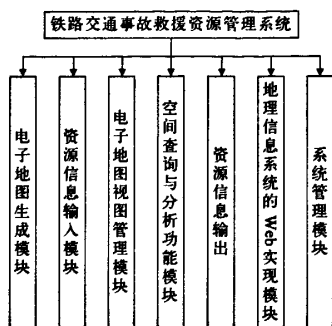 铁路交通事故救援资源管理系统
电子地图生成模块
资源信息输入模块
电子地图视图管理模块
空间查询与分析功能模块
资源信息输出
地理信息系统的Web实现模块
系统管理模块